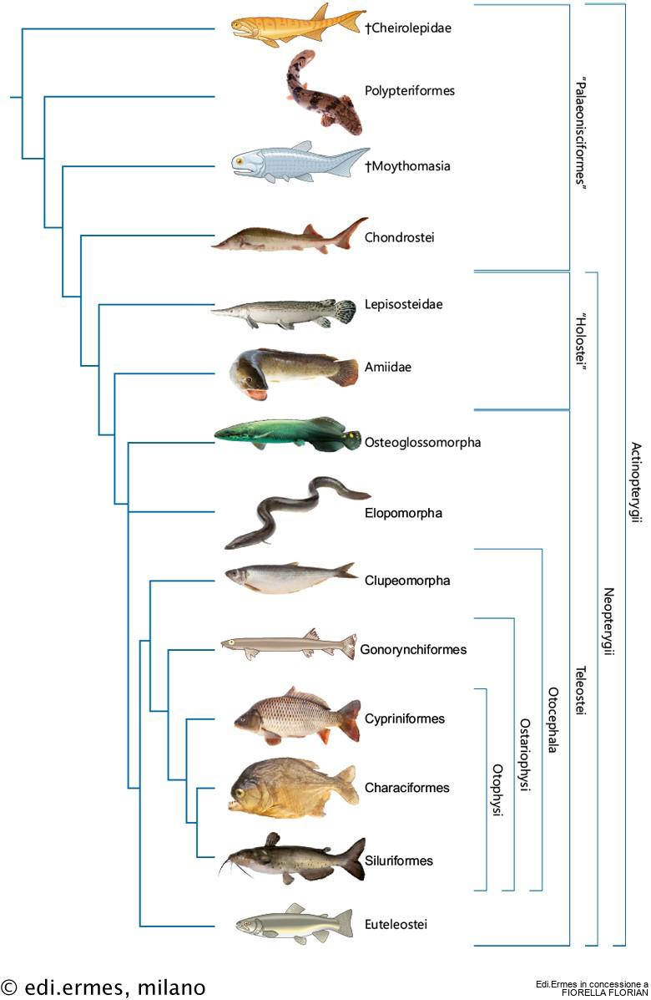 †Cheirolepidae
Polypteriformes
†Moythomasia
Chondrostei
Lepisosteidae
Amiidae
Osteoglossomorpha
Elopomorpha
Clupeomorpha
Gonorynchiformes
Cypriniformes
Characiformes
Siluriformes
Euteleostei
"Palaeonisciformes"
"Holostei"
Actinopterygii
Neopterygii
Teleostei
Otocephala
Ostariophysi
Otophysi
© edi.ermes, milano
Edi.Ermes in concessione a
FIORELLA FLORIAN